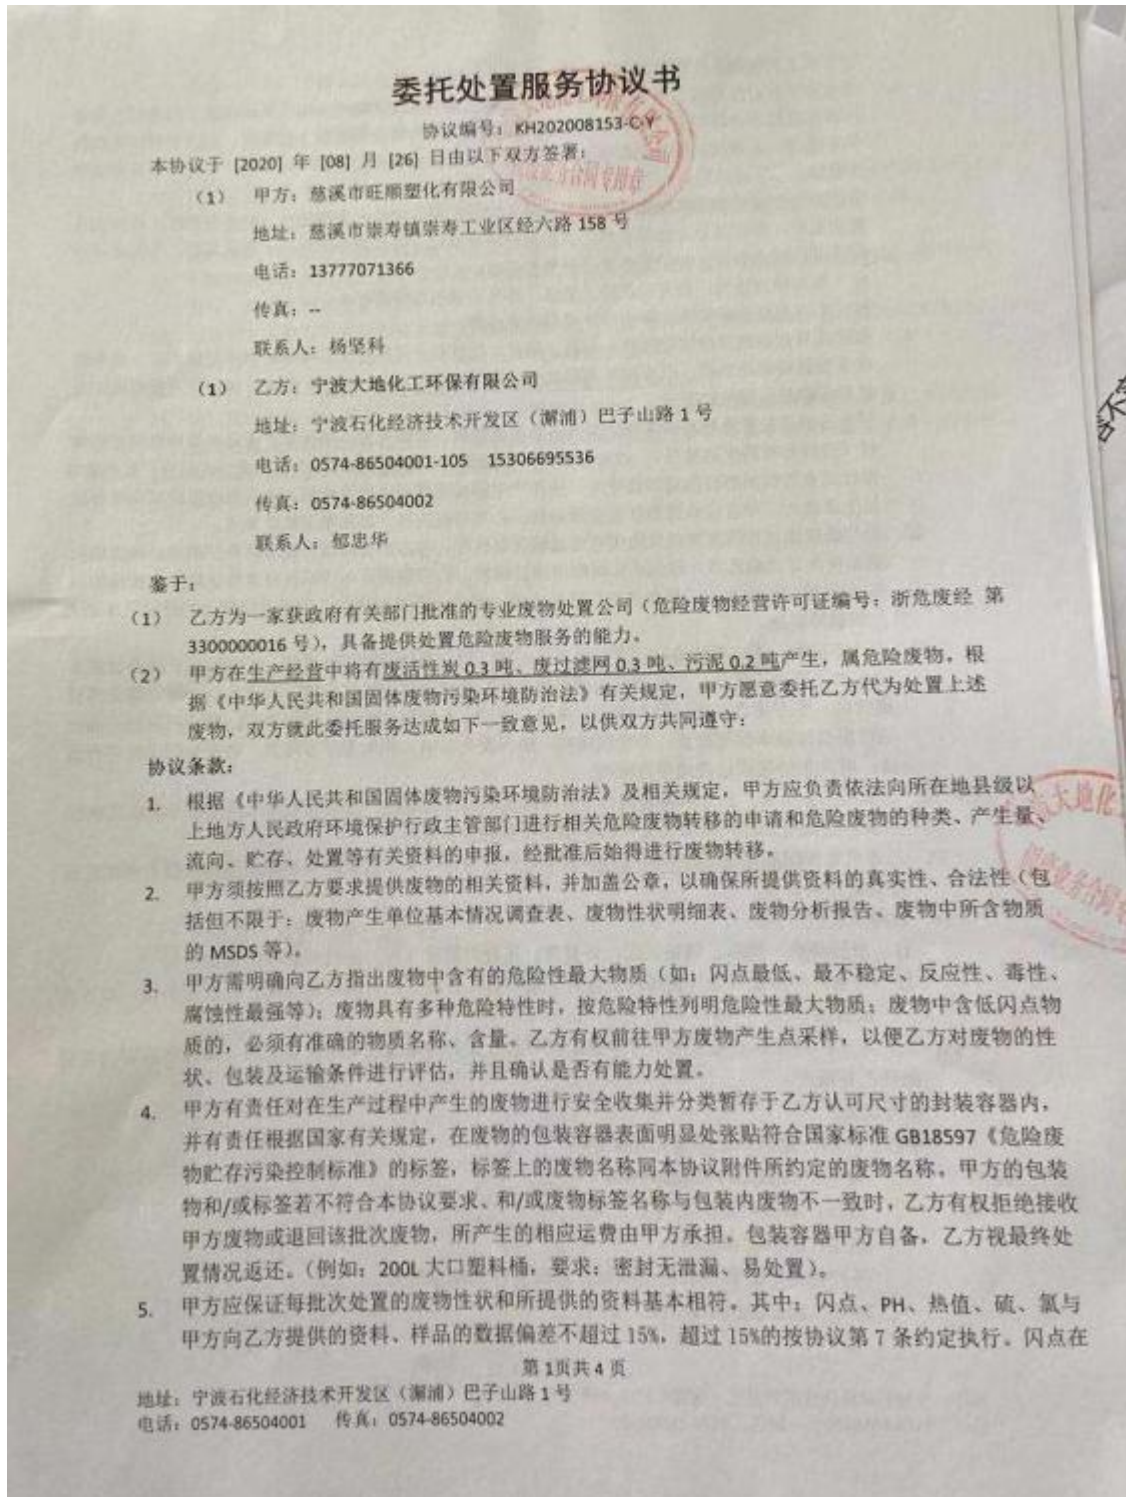 委托处置服务协议书
协议编号：KH202008153-C-Y
本协议于 [2020] 年 [08] 月 [26] 日由以下双方签署：
（1） 甲方：慈溪市旺顺塑化有限公司
地址：慈溪市崇寿镇崇寿工业区经六路 158 号
电话：13777071366
传真：--
联系人：杨坚科
（1） 乙方：宁波大地化工环保有限公司
地址：宁波石化经济技术开发区（澥浦）巴子山路 1 号
电话：0574-86504001-105 15306695536
传真：0574-86504002
联系人：郁忠华
鉴于：
（1） 乙方为一家获政府有关部门批准的专业废物处置公司（危险废物经营许可证编号：浙危废经 第
3300000016 号），具备提供处置危险废物服务的能力。
（2） 甲方在生产经营中将有废活性炭 0.3 吨、废过滤网 0.3 吨、污泥 0.2 吨产生，属危险废物。根
据《中华人民共和国固体废物污染环境防治法》有关规定，甲方愿意委托乙方代为处置上述
废物，双方就此委托服务达成如下一致意见，以供双方共同遵守：
协议条款：
1. 根据《中华人民共和国固体废物污染环境防治法》及相关规定，甲方应负责依法向所在地县级以
上地方人民政府环境保护行政主管部门进行相关危险废物转移的申请和危险废物的种类、产生量、
流向、贮存、处置等有关资料的申报，经批准后始得进行废物转移。
2. 甲方须按照乙方要求提供废物的相关资料，并加盖公章，以确保所提供资料的真实性、合法性（包
括但不限于：废物产生单位基本情况调查表、废物性状明细表、废物分析报告、废物中所含物质
的 MSDS 等）。
3. 甲方需明确向乙方指出废物中含有的危险性最大物质（如：闪点最低、最不稳定、反应性、毒性、
腐蚀性最强等）；废物具有多种危险特性时，按危险特性列明危险性最大物质；废物中含低闪点物
质的，必须有准确的物质名称、含量。乙方有权前往甲方废物产生点采样，以便乙方对废物的性
状、包装及运输条件进行评估，并且确认是否有能力处置。
4. 甲方有责任对在生产过程中产生的废物进行安全收集并分类暂存于乙方认可尺寸的封装容器内，
并有责任根据国家有关规定，在废物的包装容器表面明显处张贴符合国家标准 GB18597《危险废
物贮存污染控制标准》的标签，标签上的废物名称同本协议附件所约定的废物名称。甲方的包装
物和/或标签若不符合本协议要求、和/或废物标签名称与包装内废物不一致时，乙方有权拒绝接收
甲方废物或退回该批次废物，所产生的相应运费由甲方承担。包装容器甲方自备，乙方视最终处
置情况返还。（例如：200L 大口塑料桶，要求：密封无泄漏、易处置）。
5. 甲方应保证每批次处置的废物性状和所提供的资料基本相符。其中：闪点、PH、热值、硫、氯与
甲方向乙方提供的资料、样品的数据偏差不超过 15%，超过 15%的按协议第 7 条约定执行。闪点在
第 1页共 4 页
地址：宁波石化经济技术开发区（澥浦）巴子山路 1 号
电话：0574-86504001 传真：0574-86504002